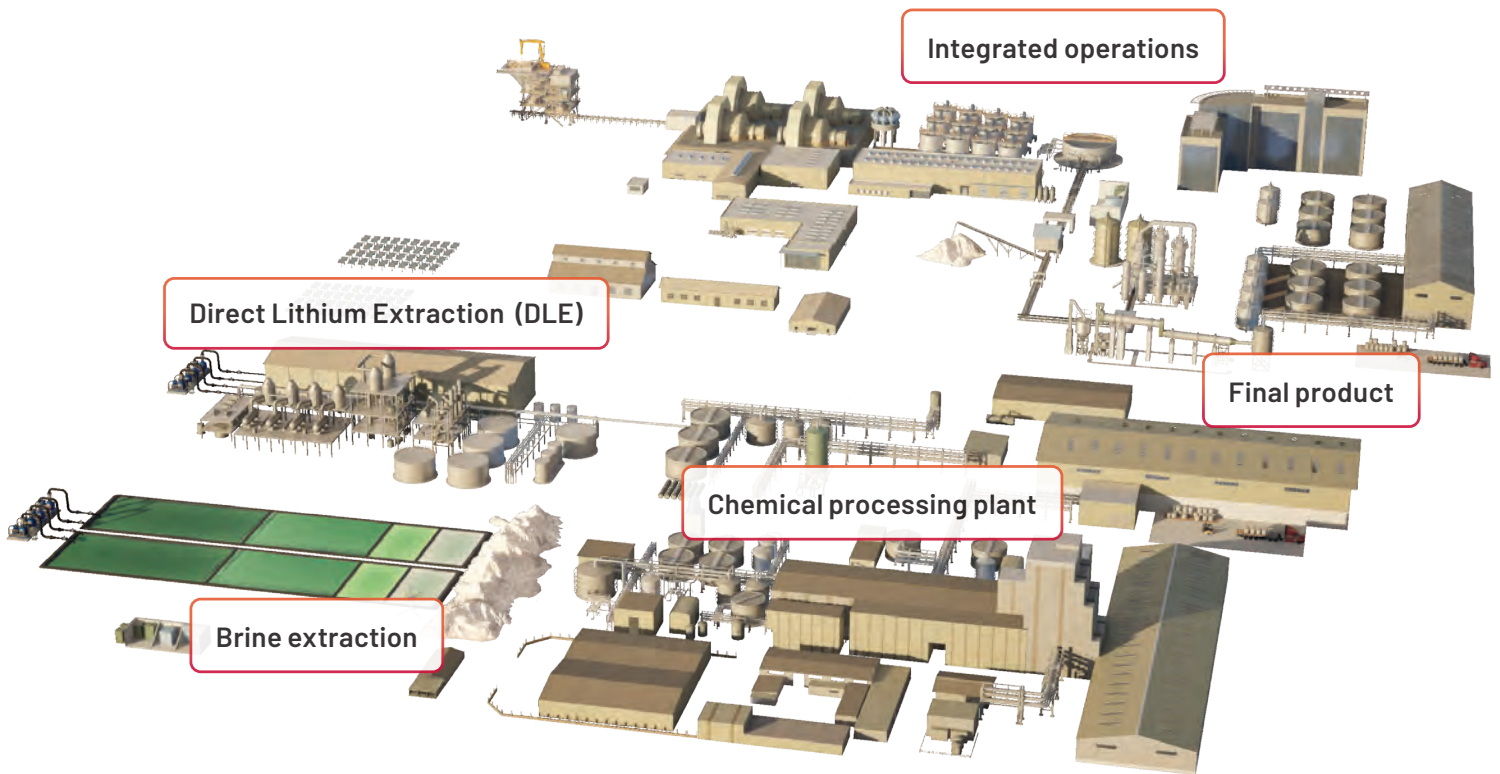 Integrated operations
Direct Lithium Extraction (DLE)
Final product
Chemical processing plant
Brine extraction